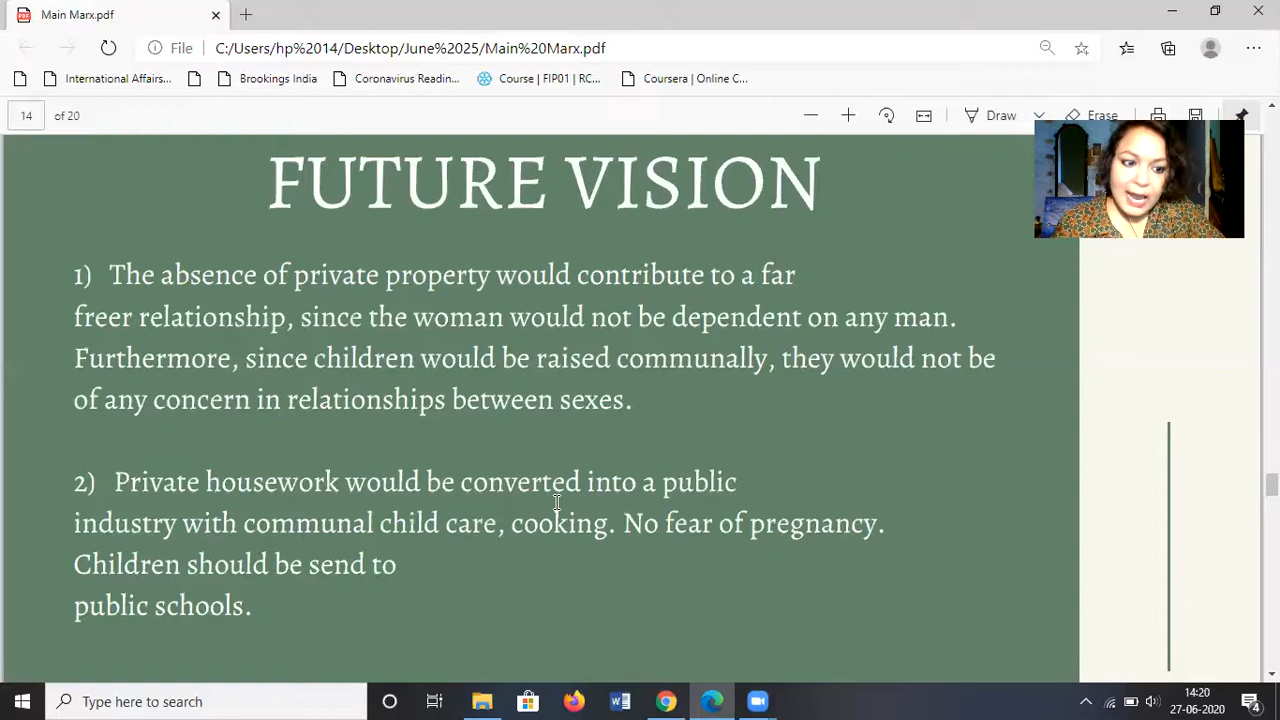 Main Marx.pdf
File
C:/Users/hp%2014/Desktop/June%2025/Main%20Marx.pdf
International Affairs...
Brookings India
Coronavirus Readin...
Course | FIP01 | RC...
Coursera | Online C...
14 of 20
Draw
Erase
FUTURE VISION
1) The absence of private property would contribute to a far
freer relationship, since the woman would not be dependent on any man.
Furthermore, since children would be raised communally, they would not be
of any concern in relationships between sexes.
2) Private housework would be converted into a public
industry with communal child care, cooking. No fear of pregnancy.
Children should be send to
public schools.
Type here to search
14:20
27-06-2020
4